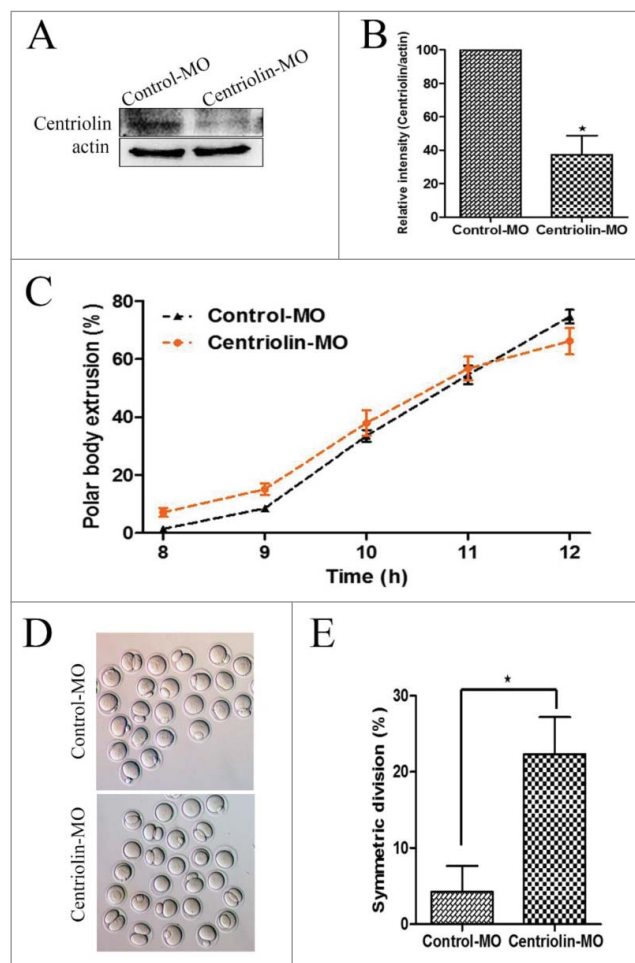 A
Control-MO
Centriolin-MO
Centriolin
actin
B
Relative intensity (Centriolin/actin)
100
80
60
40
20
0
*
Control-MO Centriolin-MO
C
Polar body extrusion (%)
80
60
40
20
0
Control-MO
Centriolin-MO
8 9 10 11 12
Time (h)
D
Control-MO
Centriolin-MO
E
Symmetric division (%)
30
20
10
0
*
Control-MO Centriolin-MO